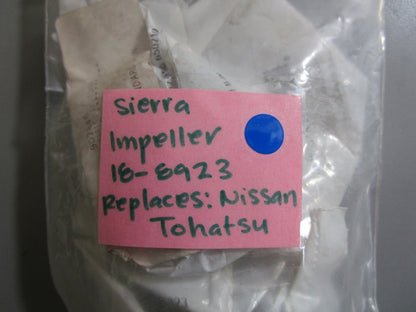 Sierra
Impeller
18-8923
Replaces: Nissan
Tohatsu